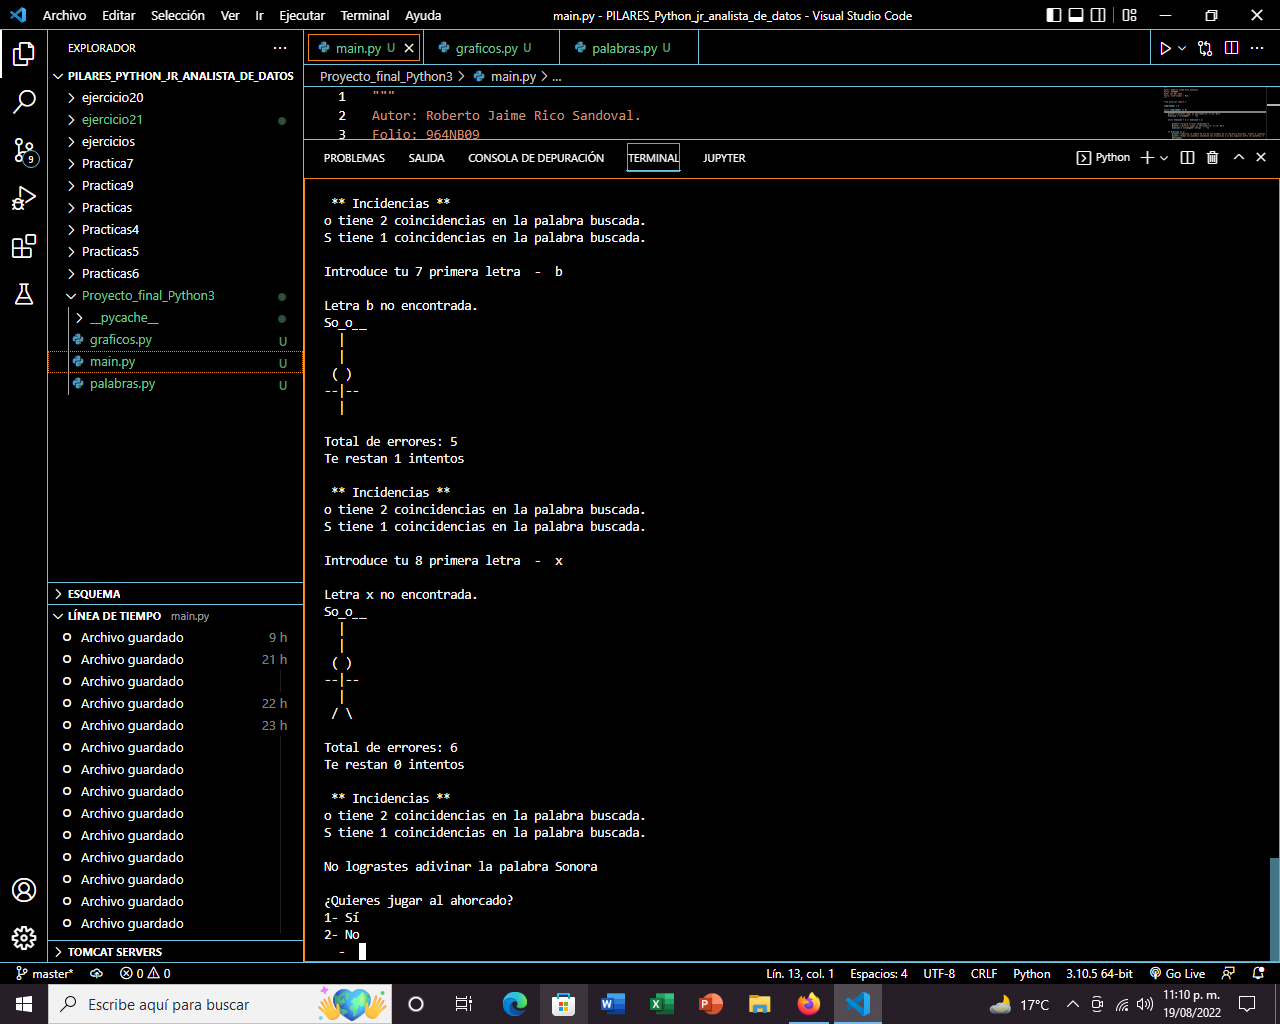 Archivo Editar Selección Ver Ir Ejecutar Terminal Ayuda
main.py - PILARES_Python_jr_analista_de_datos - Visual Studio Code
EXPLORADOR
PILARES_PYTHON_JR_ANALISTA_DE_DATOS
ejercicio20
ejercicio21
ejercicios
Practica7
Practica9
Practicas
Practicas4
Practicas5
Practicas6
Proyecto_final_Python3
__pycache__
graficos.py U
main.py U
palabras.py U
ESQUEMA
LÍNEA DE TIEMPO main.py
Archivo guardado 9 h
Archivo guardado 21 h
Archivo guardado
Archivo guardado 22 h
Archivo guardado 23 h
Archivo guardado
Archivo guardado
Archivo guardado
Archivo guardado
Archivo guardado
Archivo guardado
Archivo guardado
Archivo guardado
Archivo guardado
TOMCAT SERVERS
9
main.py U graficos.py U palabras.py U
Proyecto_final_Python3 > main.py > ...
1 """
2 Autor: Roberto Jaime Rico Sandoval.
3 Folio: 964NB09
PROBLEMAS SALIDA CONSOLA DE DEPURACIÓN TERMINAL JUPYTER
Python
** Incidencias **
o tiene 2 coincidencias en la palabra buscada.
S tiene 1 coincidencias en la palabra buscada.
Introduce tu 7 primera letra - b
Letra b no encontrada.
So_o__
|
|
( )
--|--
|
Total de errores: 5
Te restan 1 intentos
** Incidencias **
o tiene 2 coincidencias en la palabra buscada.
S tiene 1 coincidencias en la palabra buscada.
Introduce tu 8 primera letra - x
Letra x no encontrada.
So_o__
|
|
( )
--|--
|
/ \
Total de errores: 6
Te restan 0 intentos
** Incidencias **
o tiene 2 coincidencias en la palabra buscada.
S tiene 1 coincidencias en la palabra buscada.
No lograstes adivinar la palabra Sonora
¿Quieres jugar al ahorcado?
1- Sí
2- No
-
master* 0 0 Lín. 13, col. 1 Espacios: 4 UTF-8 CRLF Python 3.10.5 64-bit Go Live
Escribe aquí para buscar
17°C
11:10 p. m.
19/08/2022